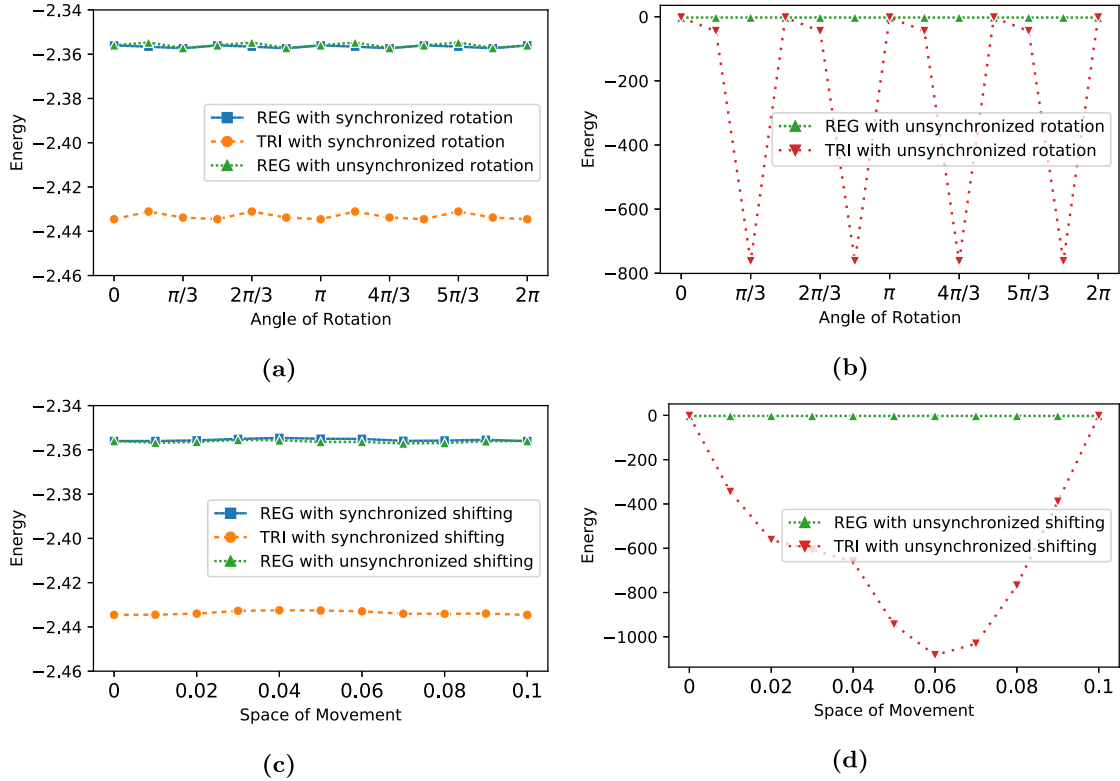 −2.34
−2.36
−2.38
−2.40
−2.42
−2.44
−2.46
Energy
REG with synchronized rotation
TRI with synchronized rotation
REG with unsynchronized rotation
0 π/3 2π/3 π 4π/3 5π/3 2π
Angle of Rotation
(a)
0
−200
−400
−600
−800
Energy
REG with unsynchronized rotation
TRI with unsynchronized rotation
0 π/3 2π/3 π 4π/3 5π/3 2π
Angle of Rotation
(b)
−2.34
−2.36
−2.38
−2.40
−2.42
−2.44
−2.46
Energy
REG with synchronized shifting
TRI with synchronized shifting
REG with unsynchronized shifting
0 0.02 0.04 0.06 0.08 0.1
Space of Movement
(c)
0
−200
−400
−600
−800
−1000
Energy
REG with unsynchronized shifting
TRI with unsynchronized shifting
0 0.02 0.04 0.06 0.08 0.1
Space of Movement
(d)